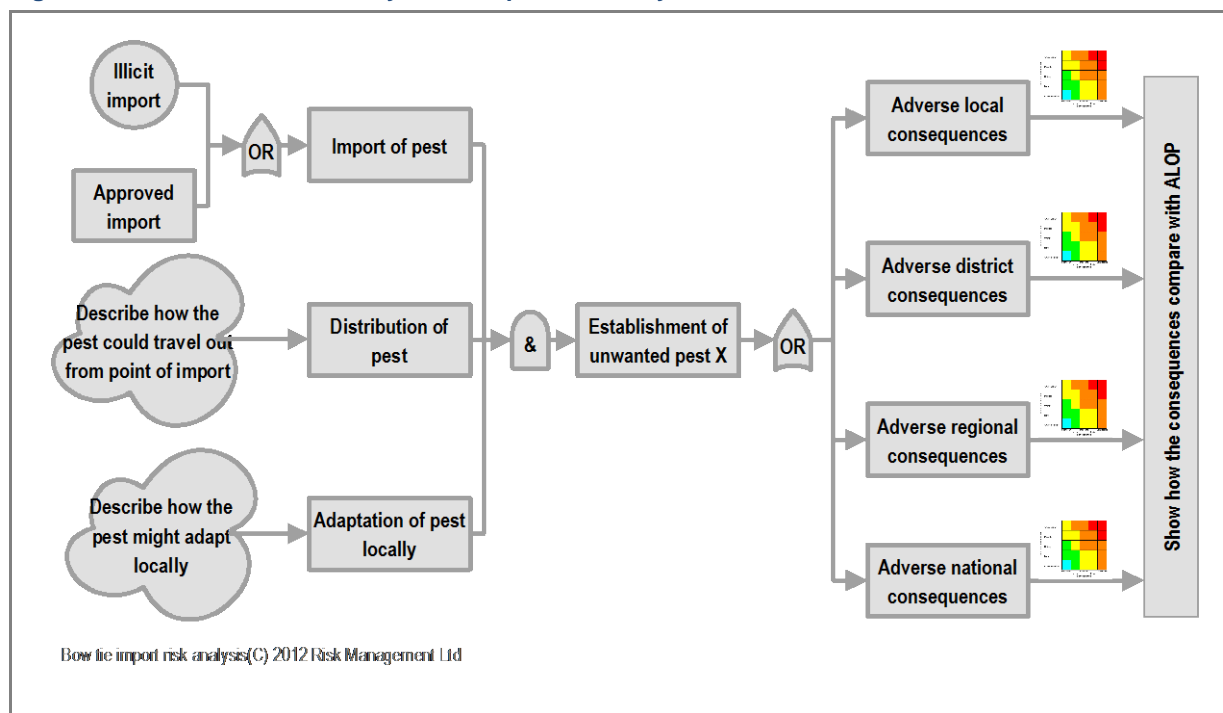 Illicit
import
OR
Import of pest
Approved
import
Describe how the
pest could travel out
from point of import
Distribution of
pest
&
Establishment of
unwanted pest X
OR
Describe how the
pest might adapt
locally
Adaptation of pest
locally
Adverse local
consequences
Adverse district
consequences
Adverse regional
consequences
Adverse national
consequences
Show how the consequences compare with ALOP
Bow tie import risk analysis(C) 2012 Risk Management Ltd